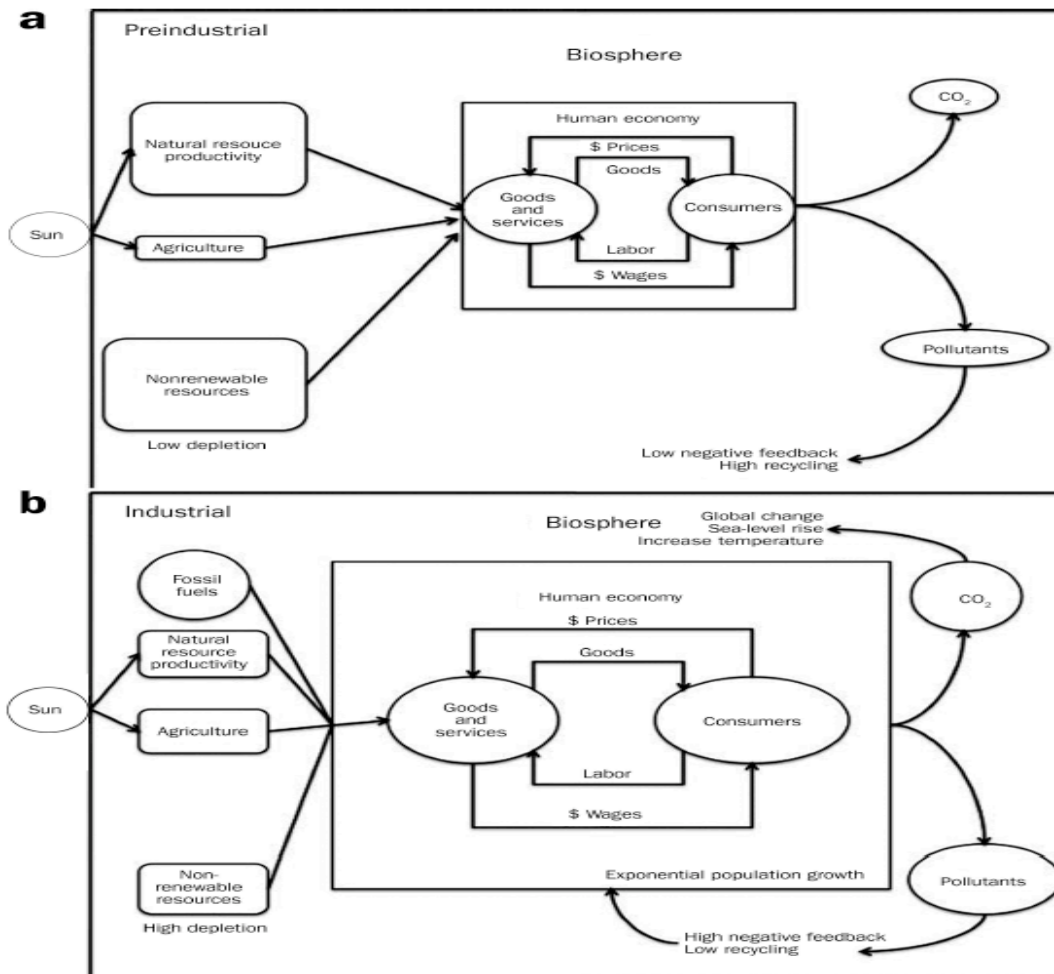 a
Preindustrial
Biosphere
CO2
Human economy
$ Prices
Natural resouce
productivity
Goods
Goods
and
services
Consumers
Sun
Agriculture
Labor
$ Wages
Nonrenewable
resources
Pollutants
Low depletion
Low negative feedback
High recycling
b
Industrial
Biosphere
Global change
Sea-level rise
Increase temperature
Fossil
fuels
Human economy
CO2
$ Prices
Natural
resource
productivity
Goods
Sun
Agriculture
Goods
and
services
Consumers
Labor
$ Wages
Non-
renewable
resources
High depletion
Exponential population growth
Pollutants
High negative feedback
Low recycling